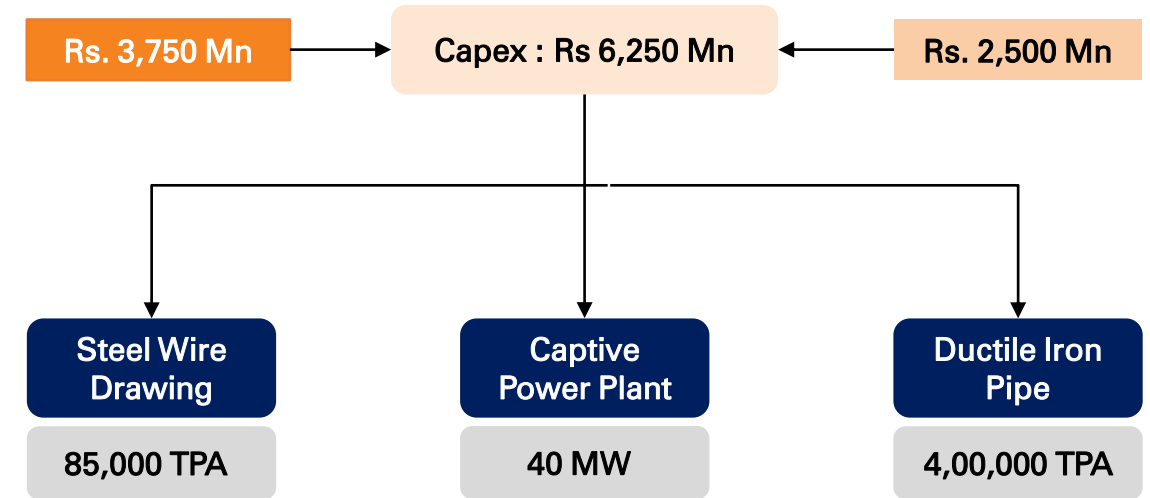 Rs. 3,750 Mn
Capex : Rs 6,250 Mn
Rs. 2,500 Mn
Steel Wire
Drawing
85,000 TPA
Captive
Power Plant
40 MW
Ductile Iron
Pipe
4,00,000 TPA